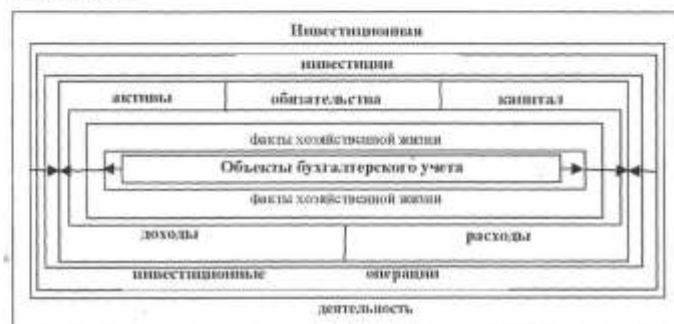 Инвестиционная
инвестиции
активы обязательства капитал
факты хозяйственной жизни
Объекты бухгалтерского учета
факты хозяйственной жизни
доходы расходы
инвестиционные операции
деятельность